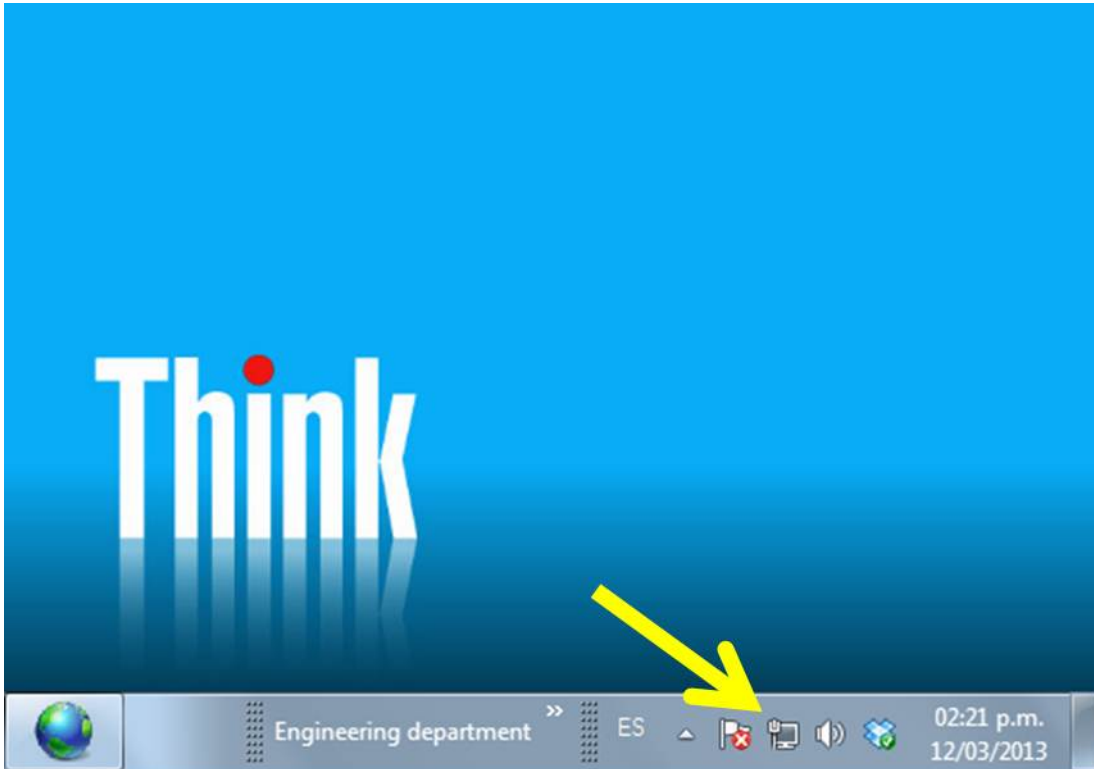 Think
Engineering department
»
ES
02:21 p.m.
12/03/2013